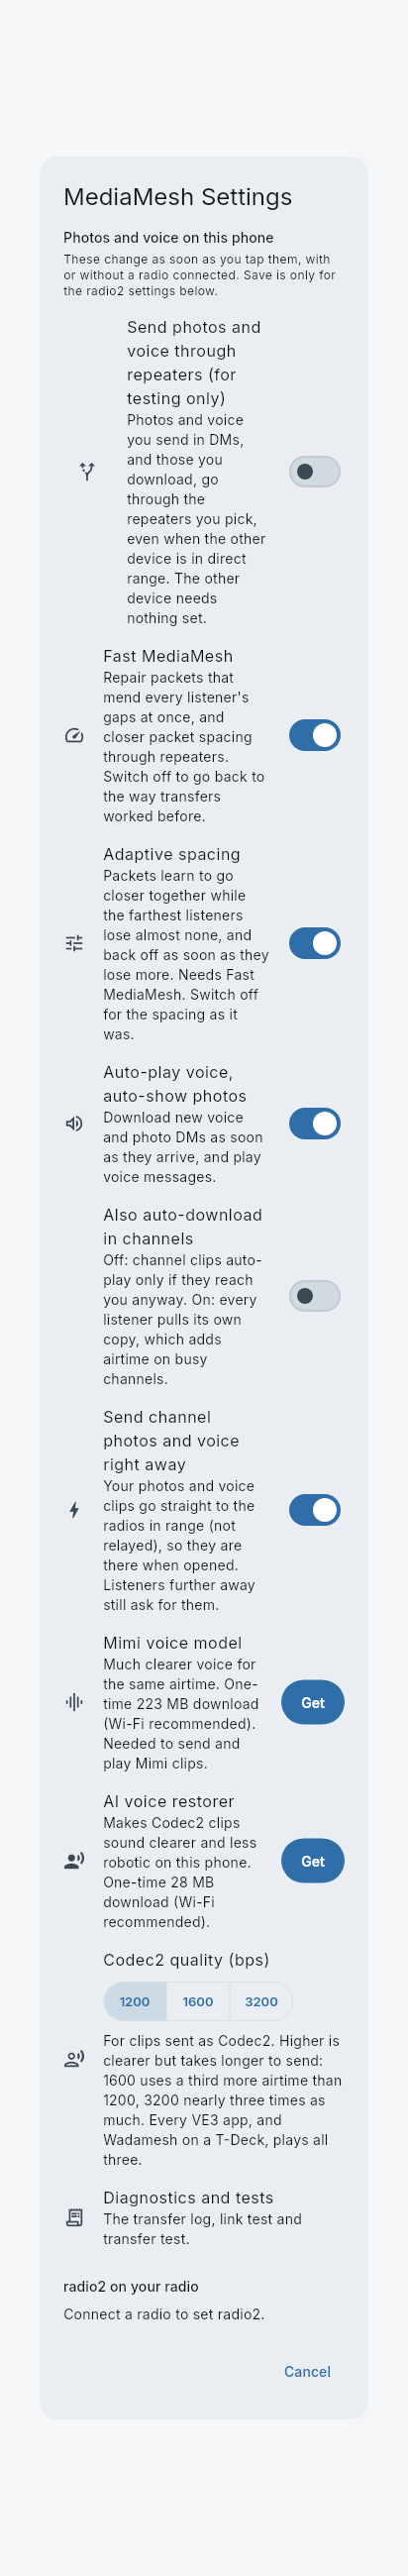 MediaMesh Settings
Photos and voice on this phone
These change as soon as you tap them, with
or without a radio connected. Save is only for
the radio2 settings below.
Send photos and
voice through
repeaters (for
testing only)
Photos and voice
you send in DMs,
and those you
download, go
through the
repeaters you pick,
even when the other
device is in direct
range. The other
device needs
nothing set.
Fast MediaMesh
Repair packets that
mend every listener's
gaps at once, and
closer packet spacing
through repeaters.
Switch off to go back to
the way transfers
worked before.
Adaptive spacing
Packets learn to go
closer together while
the farthest listeners
lose almost none, and
back off as soon as they
lose more. Needs Fast
MediaMesh. Switch off
for the spacing as it
was.
Auto-play voice,
auto-show photos
Download new voice
and photo DMs as soon
as they arrive, and play
voice messages.
Also auto-download
in channels
Off: channel clips auto-
play only if they reach
you anyway. On: every
listener pulls its own
copy, which adds
airtime on busy
channels.
Send channel
photos and voice
right away
Your photos and voice
clips go straight to the
radios in range (not
relayed), so they are
there when opened.
Listeners further away
still ask for them.
Mimi voice model
Much clearer voice for
the same airtime. One-
time 223 MB download
(Wi-Fi recommended).
Needed to send and
play Mimi clips.
Get
AI voice restorer
Makes Codec2 clips
sound clearer and less
robotic on this phone.
One-time 28 MB
download (Wi-Fi
recommended).
Get
Codec2 quality (bps)
1200 1600 3200
For clips sent as Codec2. Higher is
clearer but takes longer to send:
1600 uses a third more airtime than
1200, 3200 nearly three times as
much. Every VE3 app, and
Wadamesh on a T-Deck, plays all
three.
Diagnostics and tests
The transfer log, link test and
transfer test.
radio2 on your radio
Connect a radio to set radio2.
Cancel